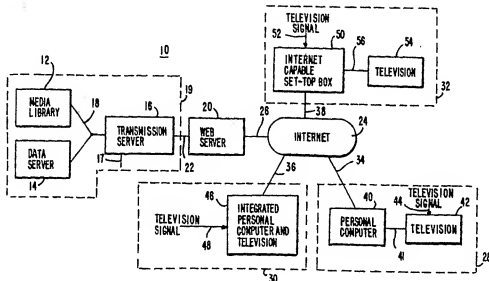 10
TELEVISION
SIGNAL
52
50
INTERNET
CAPABLE
SET-TOP BOX
56
54
TELEVISION
32
38
12
MEDIA
LIBRARY
18
16
TRANSMISSION
SERVER
17
19
DATA
SERVER
14
20
WEB
SERVER
22
26
INTERNET
24
36
34
46
INTEGRATED
PERSONAL
COMPUTER AND
TELEVISION
TELEVISION
SIGNAL
48
30
40
PERSONAL
COMPUTER
41
TELEVISION
SIGNAL
44
42
TELEVISION
28